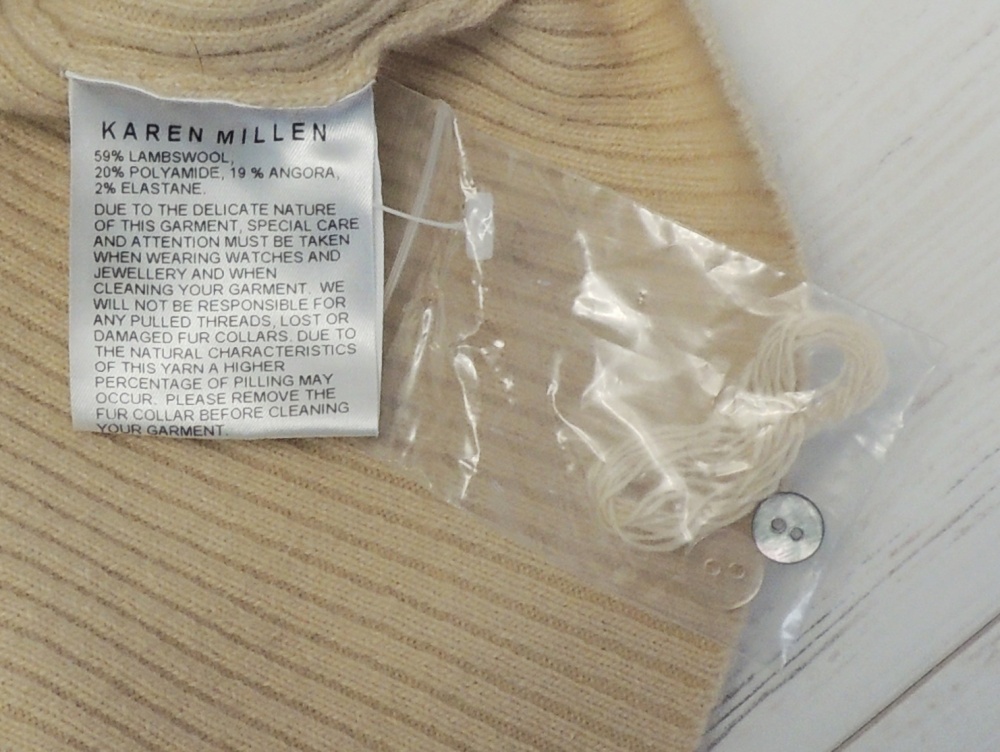 KAREN MILLEN
59% LAMBSWOOL,
20% POLYAMIDE, 19 % ANGORA,
2% ELASTANE.
DUE TO THE DELICATE NATURE
OF THIS GARMENT, SPECIAL CARE
AND ATTENTION MUST BE TAKEN
WHEN WEARING WATCHES AND
JEWELLERY AND WHEN
CLEANING YOUR GARMENT. WE
WILL NOT BE RESPONSIBLE FOR
ANY PULLED THREADS, LOST OR
DAMAGED FUR COLLARS. DUE TO
THE NATURAL CHARACTERISTICS
OF THIS YARN A HIGHER
PERCENTAGE OF PILLING MAY
OCCUR. PLEASE REMOVE THE
FUR COLLAR BEFORE CLEANING
YOUR GARMENT.